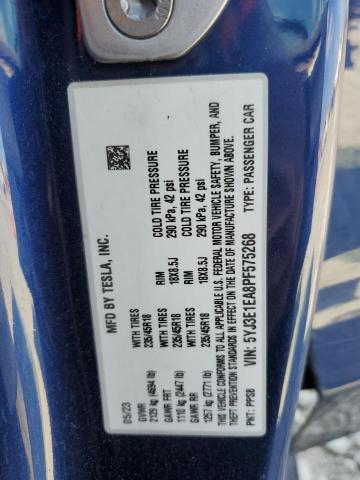 MFD BY TESLA, INC.
05/23
GVWR
2129 kg (4694 lb)
GAWR FRT WITH TIRES RIM COLD TIRE PRESSURE
1110 kg (2447 lb) 235/45R18 18X8.5J 290 kPa, 42 psi
GAWR RR WITH TIRES RIM COLD TIRE PRESSURE
1257 kg (2771 lb) 235/45R18 18X8.5J 290 kPa, 42 psi
THIS VEHICLE CONFORMS TO ALL APPLICABLE U.S. FEDERAL MOTOR VEHICLE SAFETY, BUMPER, AND
THEFT PREVENTION STANDARDS IN EFFECT ON THE DATE OF MANUFACTURE SHOWN ABOVE.
VIN: 5YJ3E1EA8PF575268 TYPE: PASSENGER CAR
PNT: PPSB